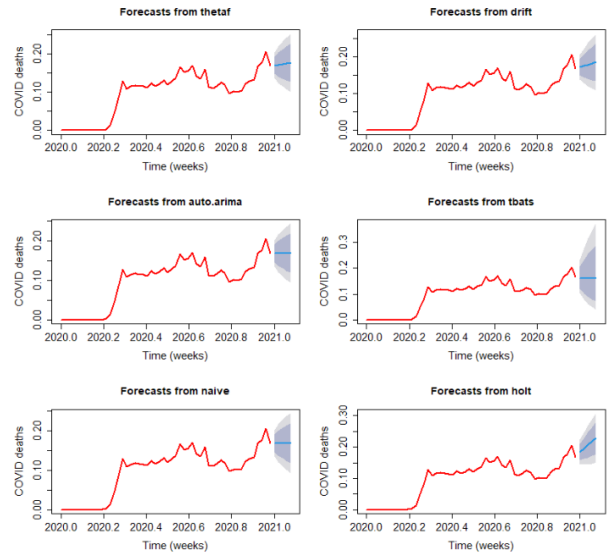 Forecasts from thetaf
Forecasts from drift
COVID deaths
0.00 0.10 0.20
2020.0 2020.2 2020.4 2020.6 2020.8 2021.0
Time (weeks)
COVID deaths
0.00 0.10 0.20
2020.0 2020.2 2020.4 2020.6 2020.8 2021.0
Time (weeks)
Forecasts from auto.arima
Forecasts from tbats
COVID deaths
0.00 0.10 0.20
2020.0 2020.2 2020.4 2020.6 2020.8 2021.0
Time (weeks)
COVID deaths
0.0 0.1 0.2 0.3
2020.0 2020.2 2020.4 2020.6 2020.8 2021.0
Time (weeks)
Forecasts from naive
Forecasts from holt
COVID deaths
0.00 0.10 0.20
2020.0 2020.2 2020.4 2020.6 2020.8 2021.0
Time (weeks)
COVID deaths
0.00 0.10 0.20 0.30
2020.0 2020.2 2020.4 2020.6 2020.8 2021.0
Time (weeks)